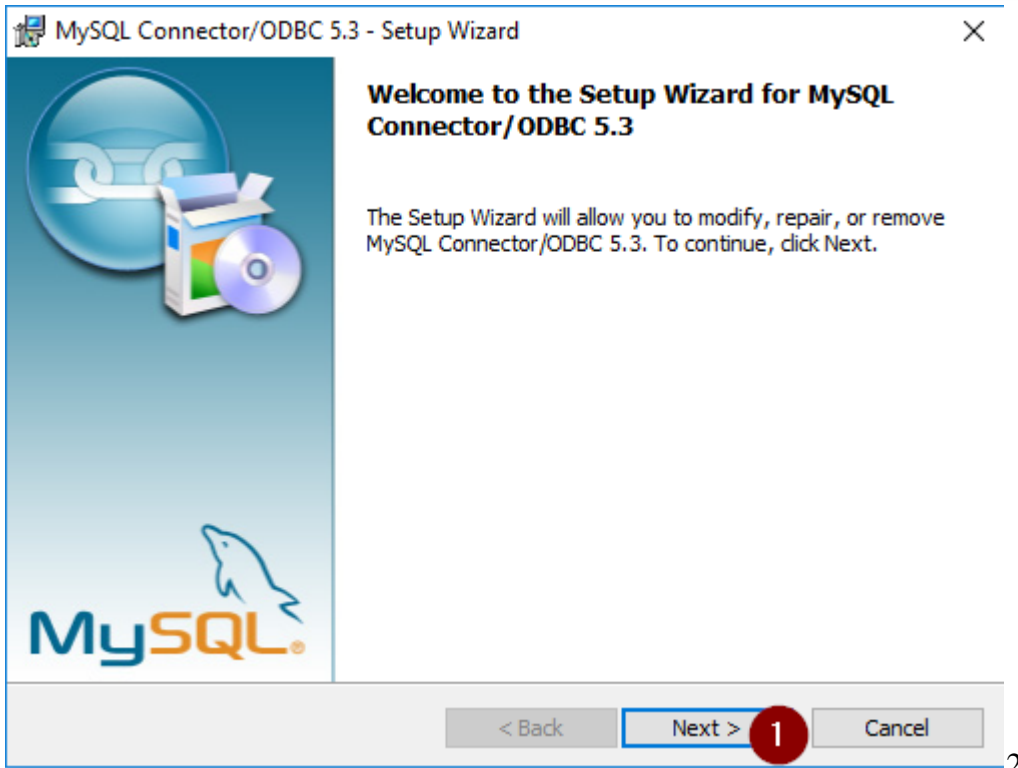 MySQL Connector/ODBC 5.3 - Setup Wizard
Welcome to the Setup Wizard for MySQL
Connector/ODBC 5.3
The Setup Wizard will allow you to modify, repair, or remove
MySQL Connector/ODBC 5.3. To continue, click Next.
MySQL®
< Back Next > 1 Cancel